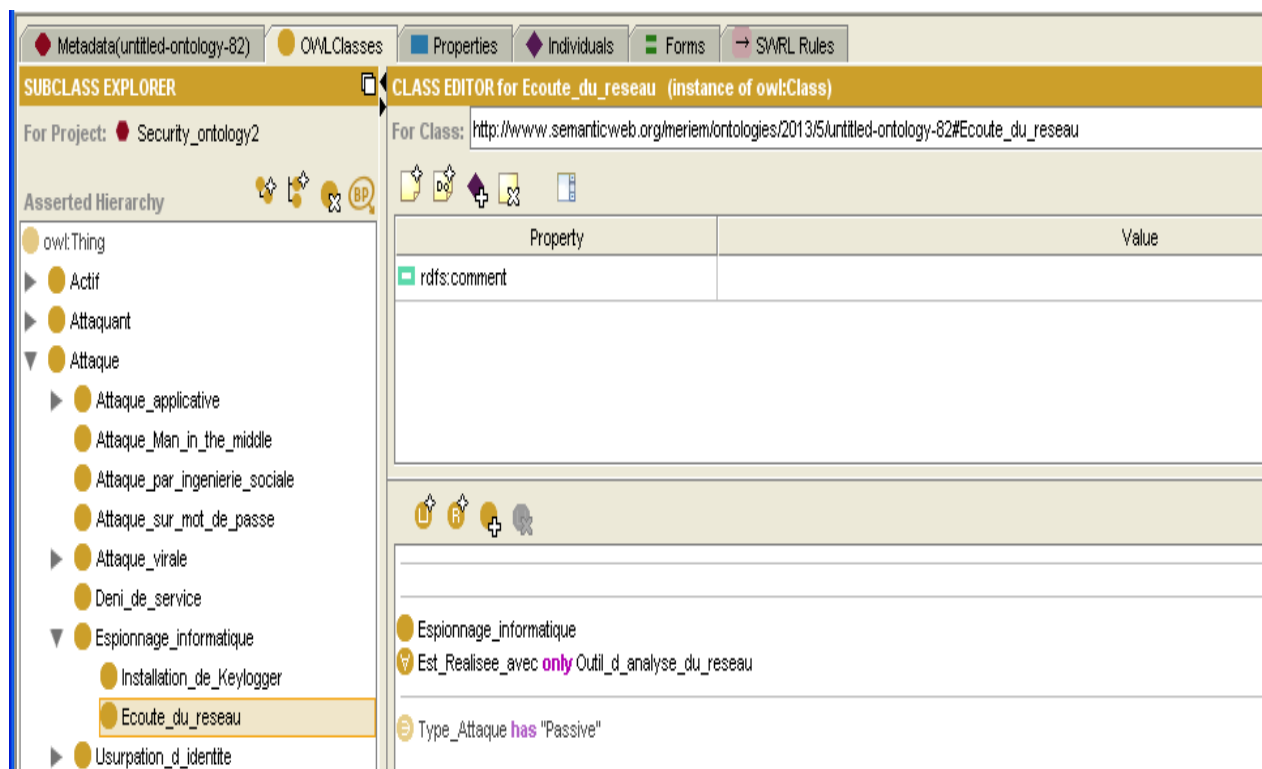 Metadata(untitled-ontology-82) OWLClasses Properties Individuals Forms SWRL Rules
SUBCLASS EXPLORER
For Project: Security_ontology2
Asserted Hierarchy
BP
owl:Thing
Actif
Attaquant
Attaque
Attaque_applicative
Attaque_Man_in_the_middle
Attaque_par_ingenierie_sociale
Attaque_sur_mot_de_passe
Attaque_virale
Deni_de_service
Espionnage_informatique
Installation_de_Keylogger
Ecoute_du_reseau
Usurpation_d_identite
CLASS EDITOR for Ecoute_du_reseau (instance of owl:Class)
For Class: http://www.semanticweb.org/meriem/ontologies/2013/5/untitled-ontology-82#Ecoute_du_reseau
Property Value
rdfs:comment
Espionnage_informatique
∀ Est_Realisee_avec only Outil_d_analyse_du_reseau
∋ Type_Attaque has "Passive"